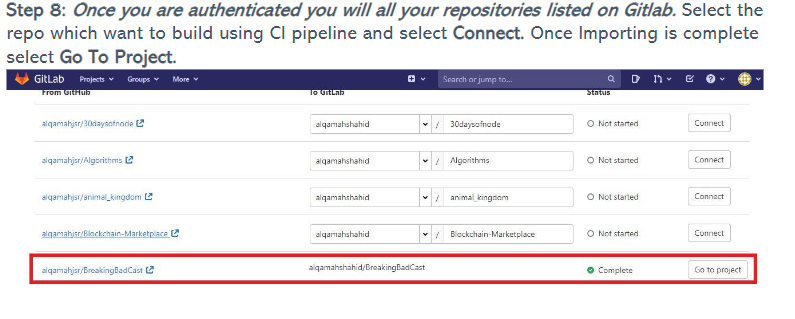 Step 8: Once you are authenticated you will all your repositories listed on Gitlab. Select the
repo which want to build using CI pipeline and select Connect. Once Importing is complete
select Go To Project.
GitLab Projects Groups More Search or jump to...
From GitHub To GitLab Status
alqamahjsr/30daysofnode alqamahshahid / 30daysofnode Not started Connect
alqamahjsr/Algorithms alqamahshahid / Algorithms Not started Connect
alqamahjsr/animal_kingdom alqamahshahid / animal_kingdom Not started Connect
alqamahjsr/Blockchain-Marketplace alqamahshahid / Blockchain-Marketplace Not started Connect
alqamahjsr/BreakingBadCast alqamahshahid/BreakingBadCast Complete Go to project